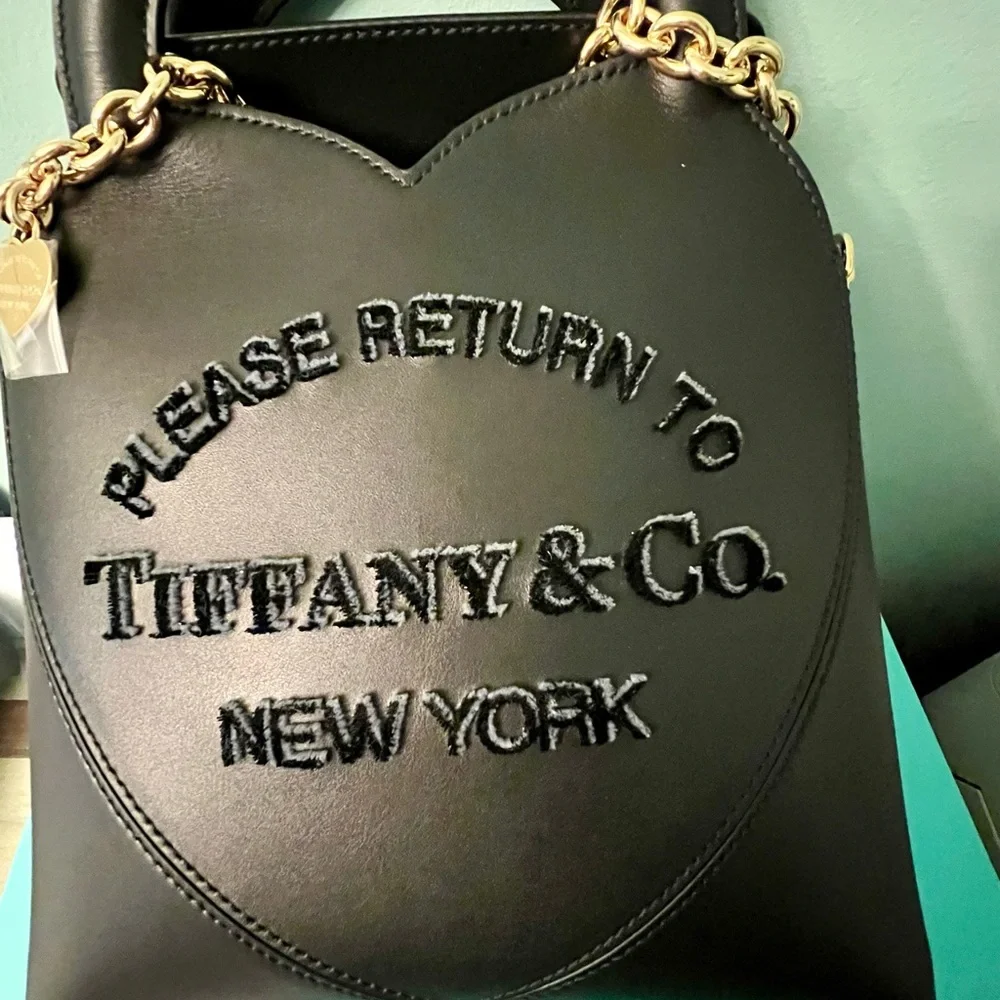 PLEASE RETURN TO
TIFFANY & CO.
NEW YORK